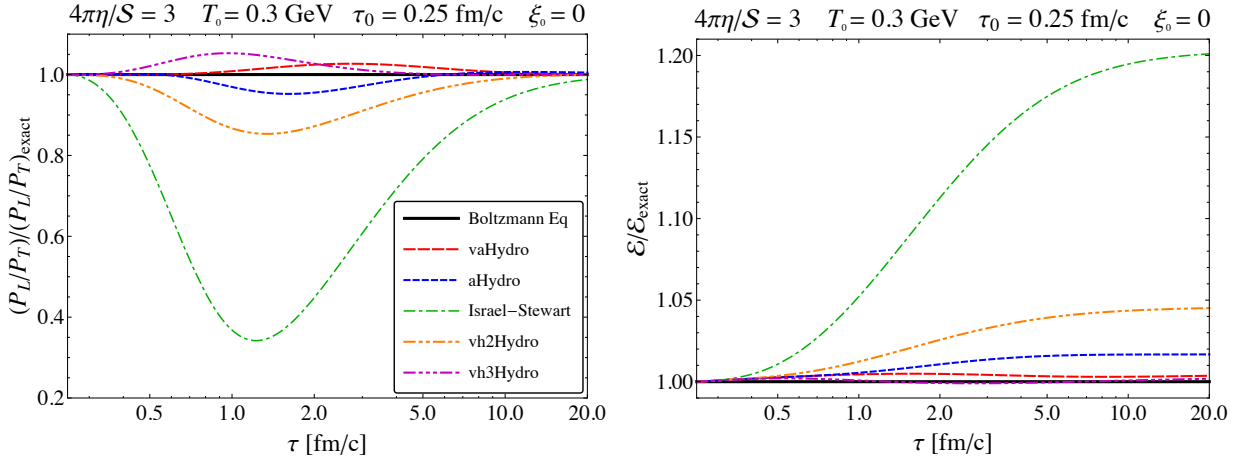 4πη/𝒮 = 3 T₀ = 0.3 GeV τ₀ = 0.25 fm/c ξ₀ = 0
(P_L/P_T)/(P_L/P_T)_exact
1.0
0.8
0.6
0.4
0.2
Boltzmann Eq
vaHydro
aHydro
Israel−Stewart
vh2Hydro
vh3Hydro
0.5 1.0 2.0 5.0 10.0 20.0
τ [fm/c]
4πη/𝒮 = 3 T₀ = 0.3 GeV τ₀ = 0.25 fm/c ξ₀ = 0
ℰ/ℰ_exact
1.20
1.15
1.10
1.05
1.00
0.5 1.0 2.0 5.0 10.0 20.0
τ [fm/c]